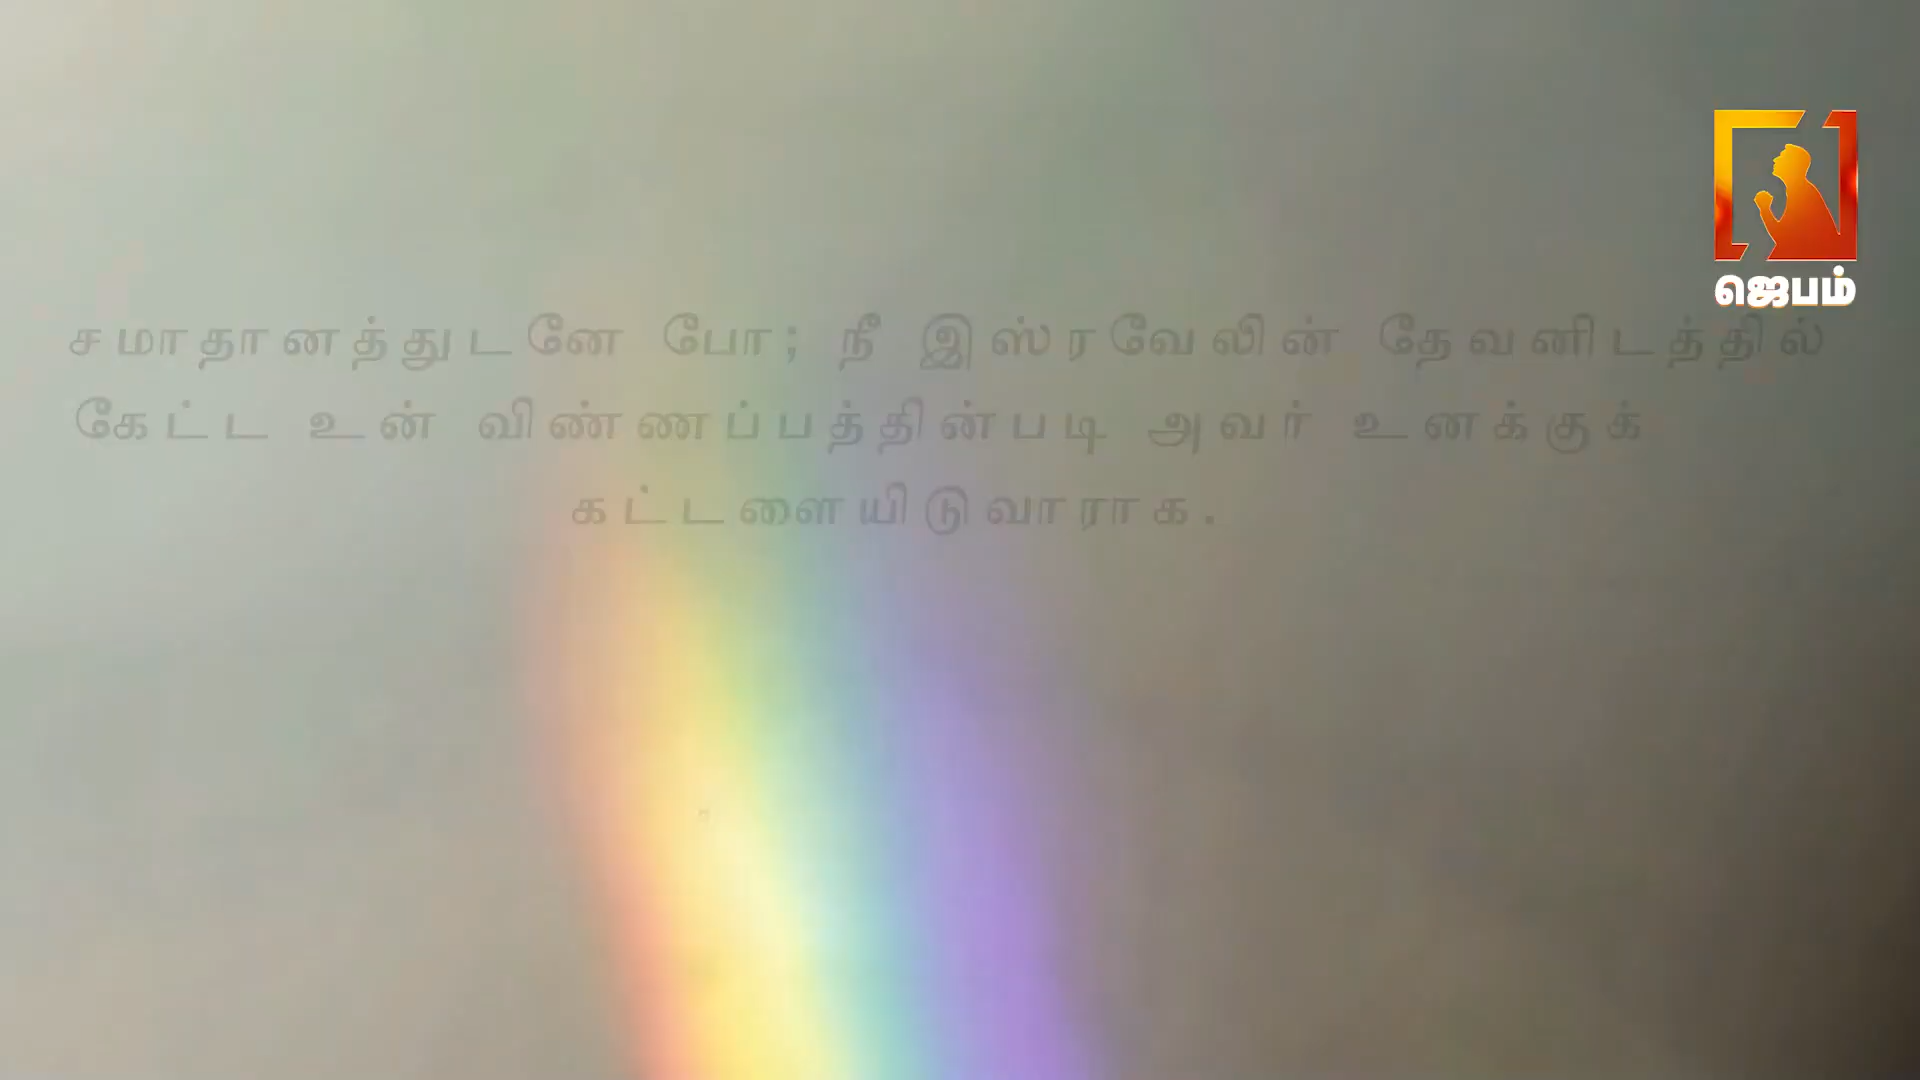 ஜெபம்
சமாதானத்துடனே போ; நீ இஸ்ரவேலின் தேவனிடத்தில்
கேட்ட உன் விண்ணப்பத்தின்படி அவர் உனக்குக்
கட்டளையிடுவாராக.